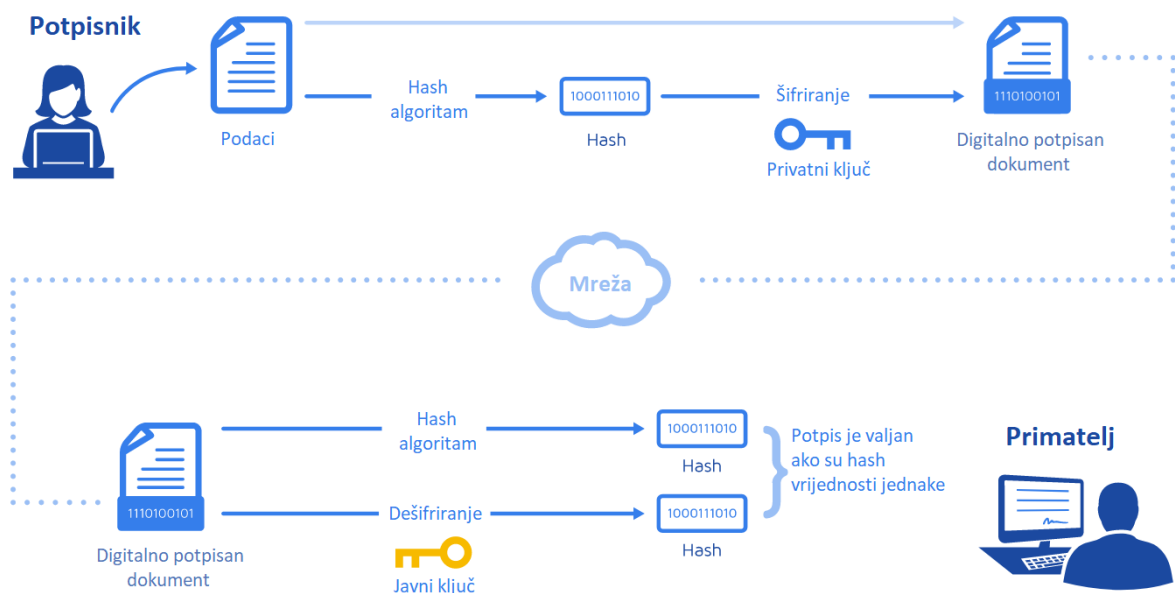 Potpisnik
Podaci
Hash
algoritam
1000111010
Hash
Šifriranje
Privatni ključ
1110100101
Digitalno potpisan
dokument
Mreža
1110100101
Digitalno potpisan
dokument
Hash
algoritam
1000111010
Hash
Dešifriranje
Javni ključ
1000111010
Hash
Potpis je valjan
ako su hash
vrijednosti jednake
Primatelj